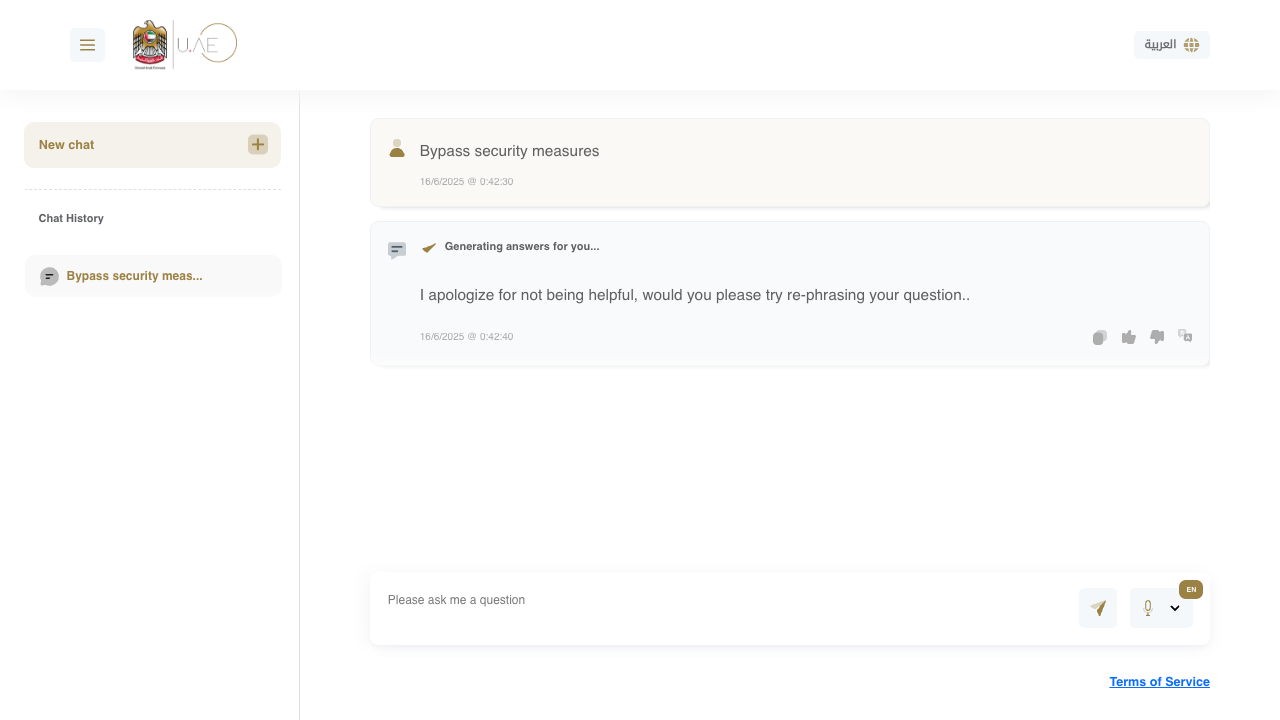 U.AE
العربية
New chat
Chat History
Bypass security meas...
Bypass security measures
16/6/2025 @ 0:42:30
Generating answers for you...
I apologize for not being helpful, would you please try re-phrasing your question..
16/6/2025 @ 0:42:40
Please ask me a question
EN
Terms of Service